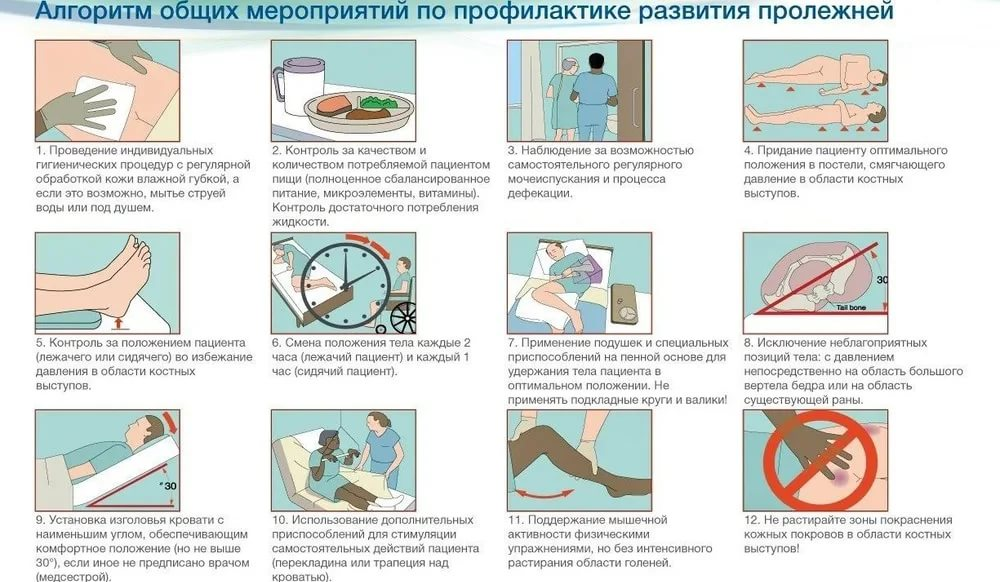 Алгоритм общих мероприятий по профилактике развития пролежней
1. Проведение индивидуальных
гигиенических процедур с регулярной
обработкой кожи влажной губкой, а
если это возможно, мытье струей
воды или под душем.
2. Контроль за качеством и
количеством потребляемой пациентом
пищи (полноценное сбалансированное
питание, микроэлементы, витамины).
Контроль достаточного потребления
жидкости.
3. Наблюдение за возможностью
самостоятельного регулярного
мочеиспускания и процесса
дефекации.
4. Придание пациенту оптимального
положения в постели, смягчающего
давление в области костных
выступов.
5. Контроль за положением пациента
(лежачего или сидячего) во избежание
давления в области костных
выступов.
6. Смена положения тела каждые 2
часа (лежачий пациент) и каждый 1
час (сидячий пациент).
7. Применение подушек и специальных
приспособлений на пенной основе для
удержания тела пациента в
оптимальном положении. Не
применять подкладные круги и валики!
30
Tail bone
8. Исключение неблагоприятных
позиций тела: с давлением
непосредственно на область большого
вертела бедра или на область
существующей раны.
°30
9. Установка изголовья кровати с
наименьшим углом, обеспечивающим
комфортное положение (но не выше
30°), если иное не предписано врачом
(медсестрой).
10. Использование дополнительных
приспособлений для стимуляции
самостоятельных действий пациента
(перекладина или трапеция над
кроватью).
11. Поддержание мышечной
активности физическими
упражнениями, но без интенсивного
растирания области голеней.
12. Не растирайте зоны покраснения
кожных покровов в области костных
выступов!